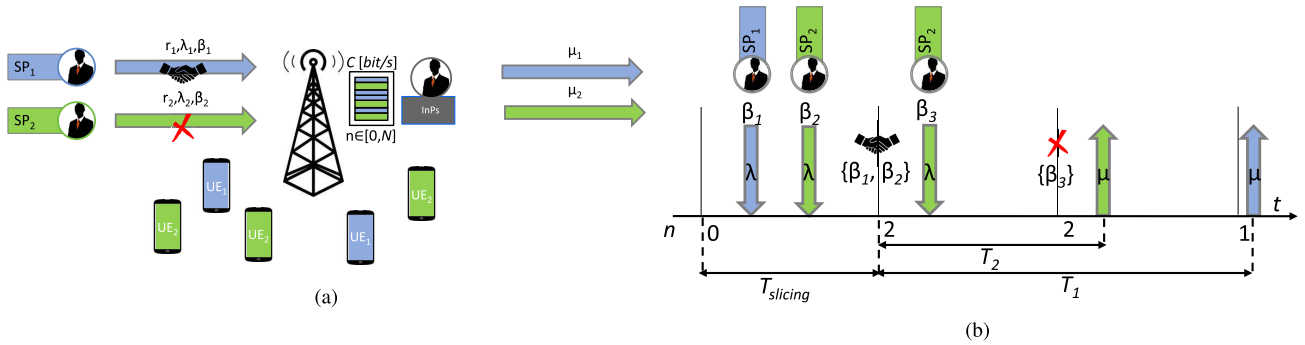 SP1
r1,λ1,β1
C [bit/s]
μ1
SP2
r2,λ2,β2
InPs
n∈[0,N]
μ2
UE1
UE2
UE2
UE1
UE2
(a)
SP1
SP2
SP2
β1
β2
β3
λ
λ
{β1, β2}
λ
{β3}
μ
μ
t
n
0
2
2
1
T2
Tslicing
T1
(b)